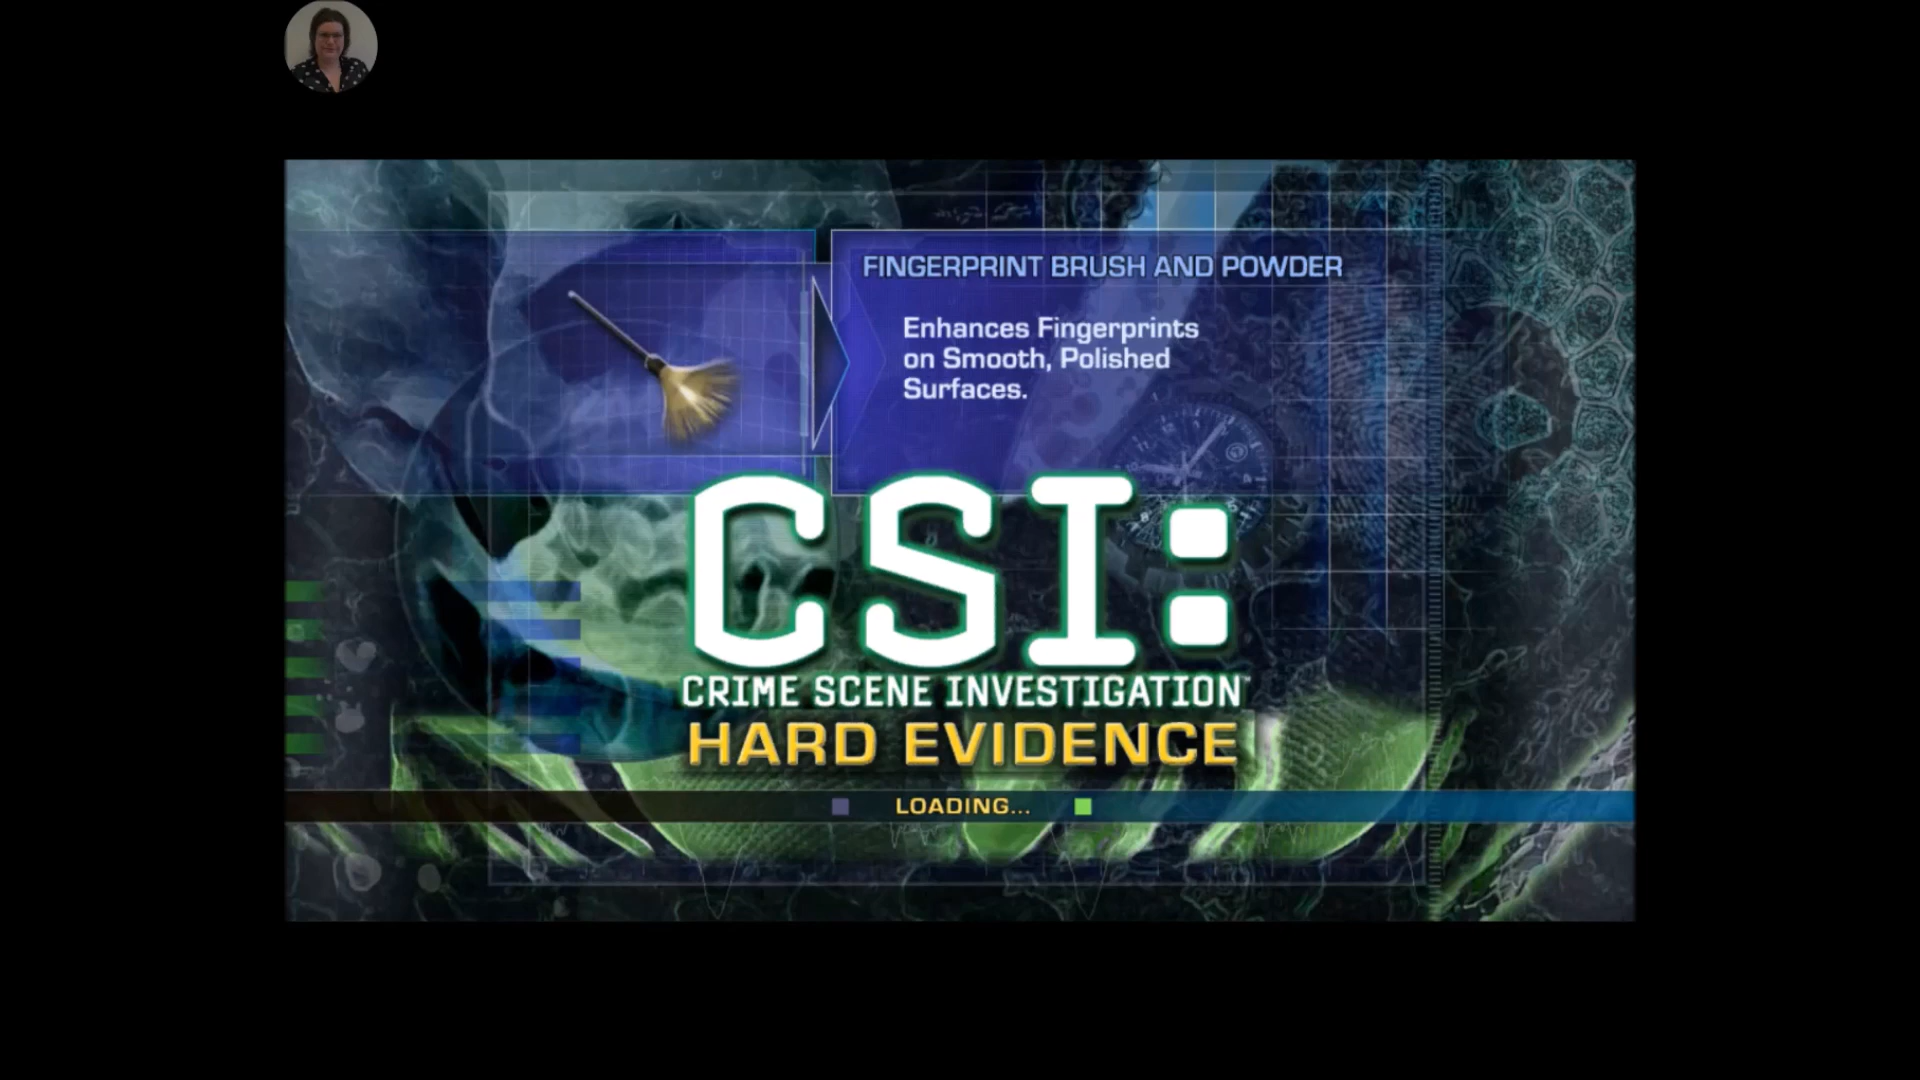 FINGERPRINT BRUSH AND POWDER
Enhances Fingerprints
on Smooth, Polished
Surfaces.
CSI:
CRIME SCENE INVESTIGATION
HARD EVIDENCE
LOADING...